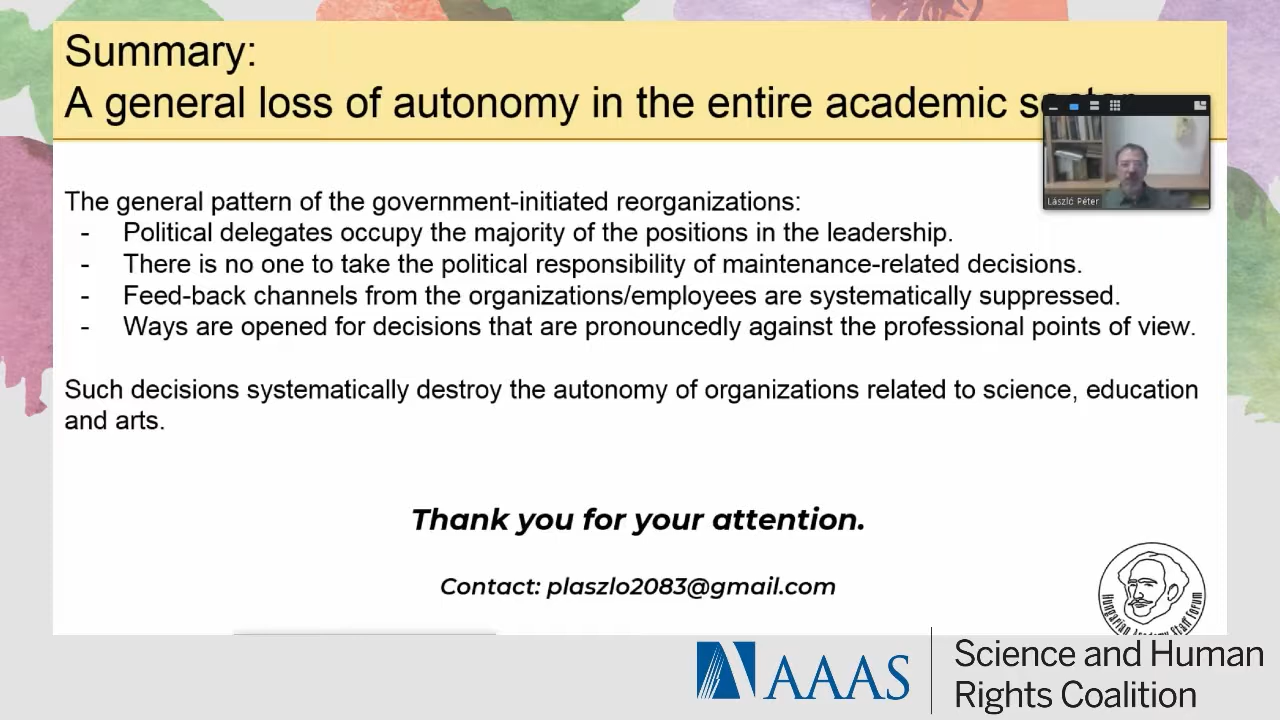 Summary:
A general loss of autonomy in the entire academic sector
László Péter
The general pattern of the government-initiated reorganizations:
- Political delegates occupy the majority of the positions in the leadership.
- There is no one to take the political responsibility of maintenance-related decisions.
- Feed-back channels from the organizations/employees are systematically suppressed.
- Ways are opened for decisions that are pronouncedly against the professional points of view.
Such decisions systematically destroy the autonomy of organizations related to science, education
and arts.
Thank you for your attention.
Contact: plaszlo2083@gmail.com
Hungarian Academy Staff Forum
AAAS
Science and Human
Rights Coalition